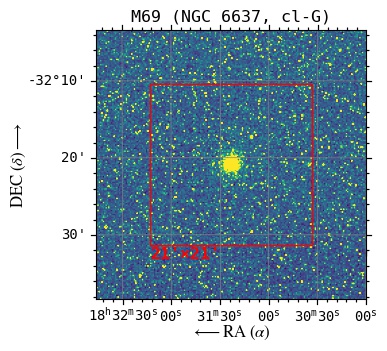 M69 (NGC 6637, cl-G)
-32°10'
20'
30'
DEC (δ) ⟶
21'×21'
18ʰ32ᵐ30ˢ 00ˢ 31ᵐ30ˢ 00ˢ 30ᵐ30ˢ 00ˢ
⟵ RA (α)